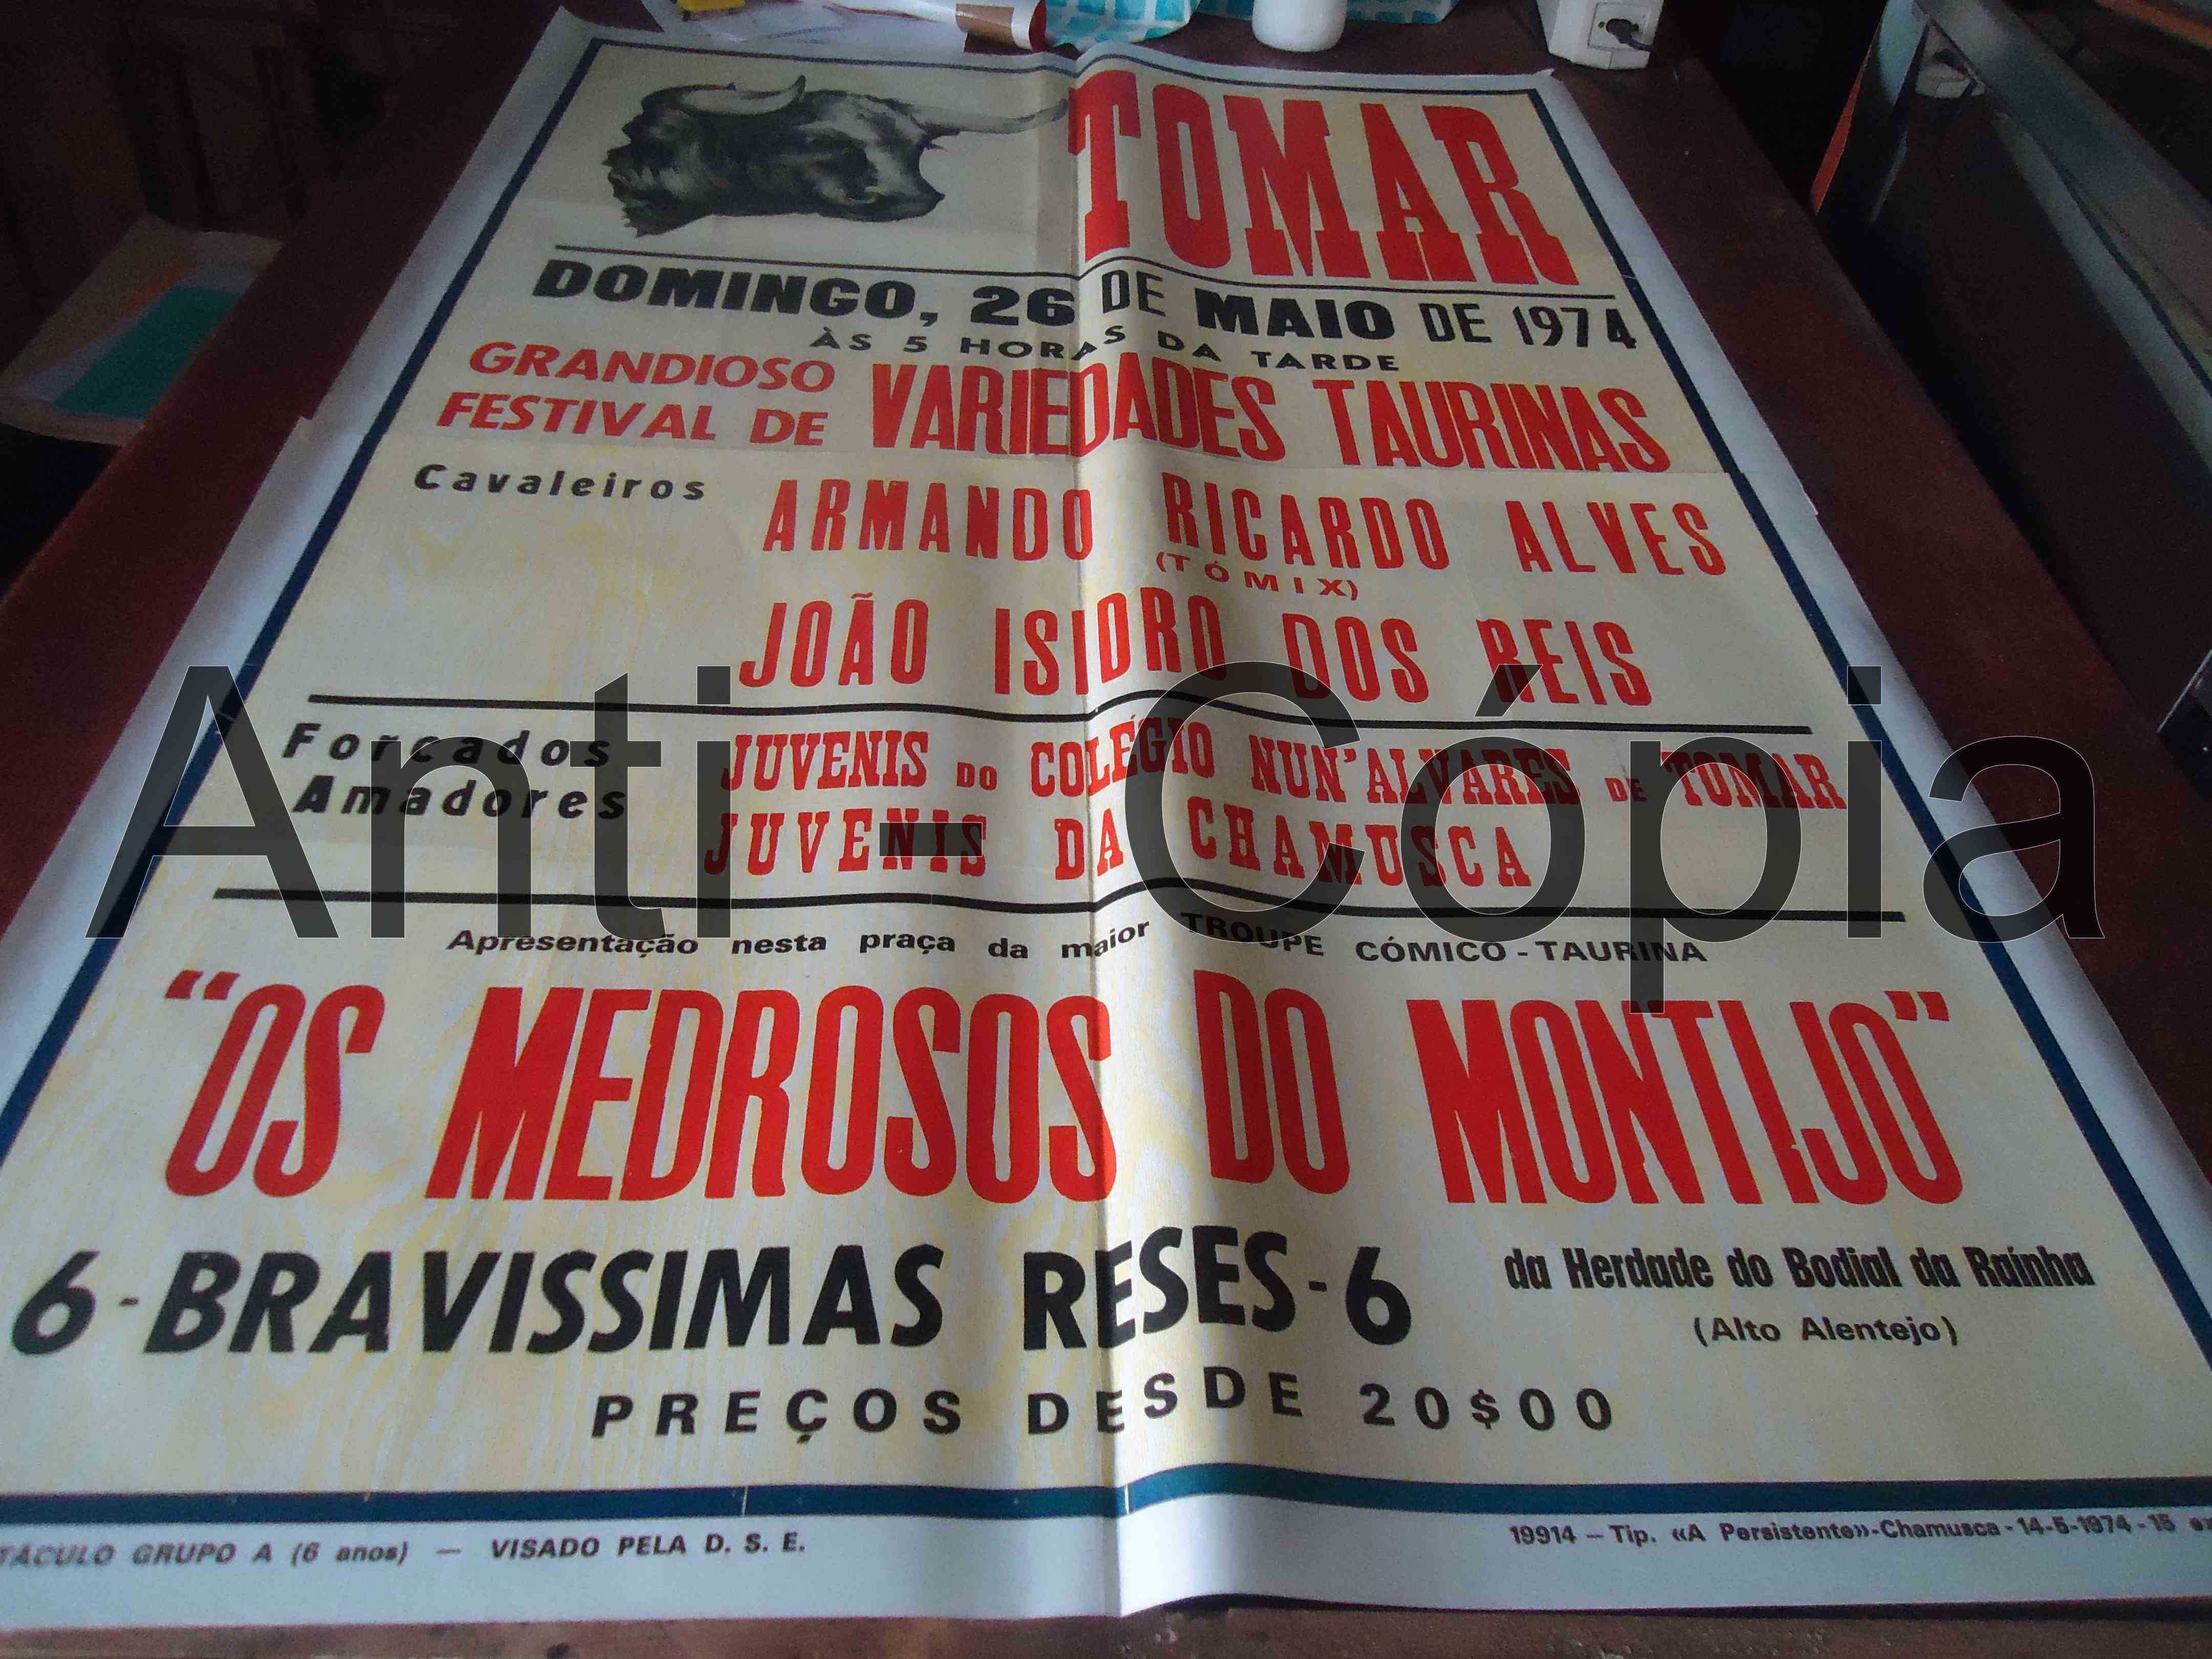 TOMAR
DOMINGO, 26 DE MAIO DE 1974
ÀS 5 HORAS DA TARDE
GRANDIOSO
FESTIVAL DE VARIEDADES TAURINAS
Cavaleiros ARMANDO RICARDO ALVES
(TÓMIX)
JOÃO ISIDRO DOS REIS
Forcados
Amadores
JUVENIS DO COLÉGIO NUN'ALVARES DE TOMAR
JUVENIS DA CHAMUSCA
Anti - Cópia
Apresentação nesta praça da maior TROUPE CÓMICO - TAURINA
"OS MEDROSOS DO MONTIJO"
6 - BRAVISSIMAS RESES - 6 da Herdade do Bodial da Raínha
(Alto Alentejo)
PREÇOS DESDE 20$00
TÁCULO GRUPO A (6 anos) — VISADO PELA D. S. E.
19914 — Tip. «A Persistente»-Chamusca - 14-5-1974 - 15 ex